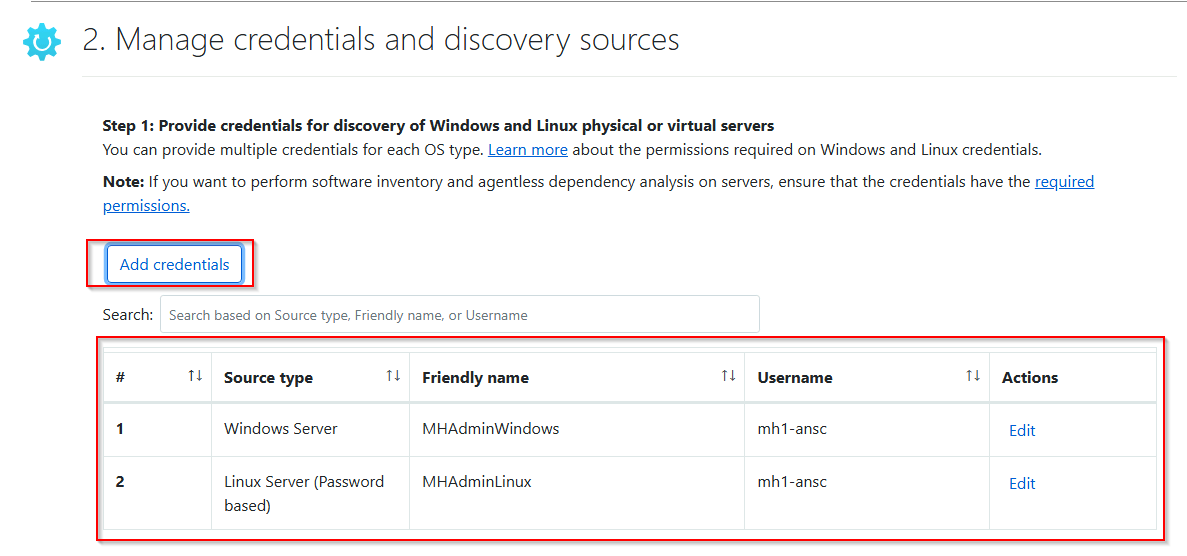 2. Manage credentials and discovery sources
Step 1: Provide credentials for discovery of Windows and Linux physical or virtual servers
You can provide multiple credentials for each OS type. Learn more about the permissions required on Windows and Linux credentials.
Note: If you want to perform software inventory and agentless dependency analysis on servers, ensure that the credentials have the required
permissions.
Add credentials
Search: Search based on Source type, Friendly name, or Username
# ↑↓ Source type ↑↓ Friendly name ↑↓ Username ↑↓ Actions
1 Windows Server MHAdminWindows mh1-ansc Edit
2 Linux Server (Password MHAdminLinux mh1-ansc Edit
based)